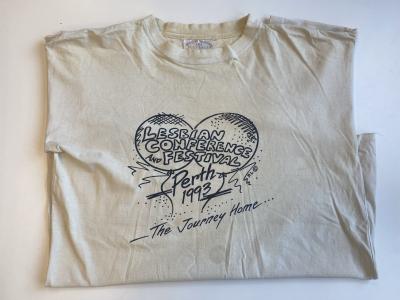 LESBIAN
CONFERENCE
AND FESTIVAL
Perth
1993
The Journey Home...